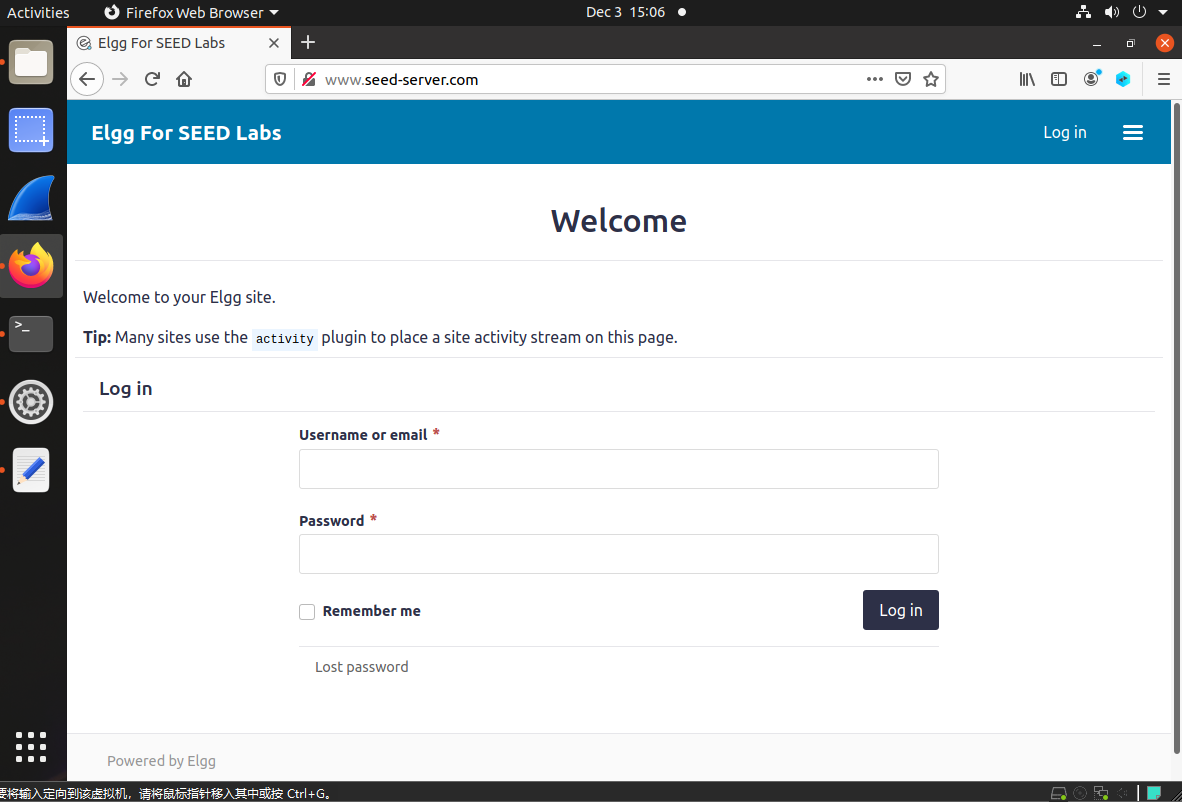 Activities Firefox Web Browser Dec 3 15:06
Elgg For SEED Labs
www.seed-server.com
Elgg For SEED Labs Log in
Welcome
Welcome to your Elgg site.
Tip: Many sites use the activity plugin to place a site activity stream on this page.
Log in
Username or email *
Password *
Remember me Log in
Lost password
Powered by Elgg
要将输入定向到该虚拟机，请将鼠标指针移入其中或按 Ctrl+G。